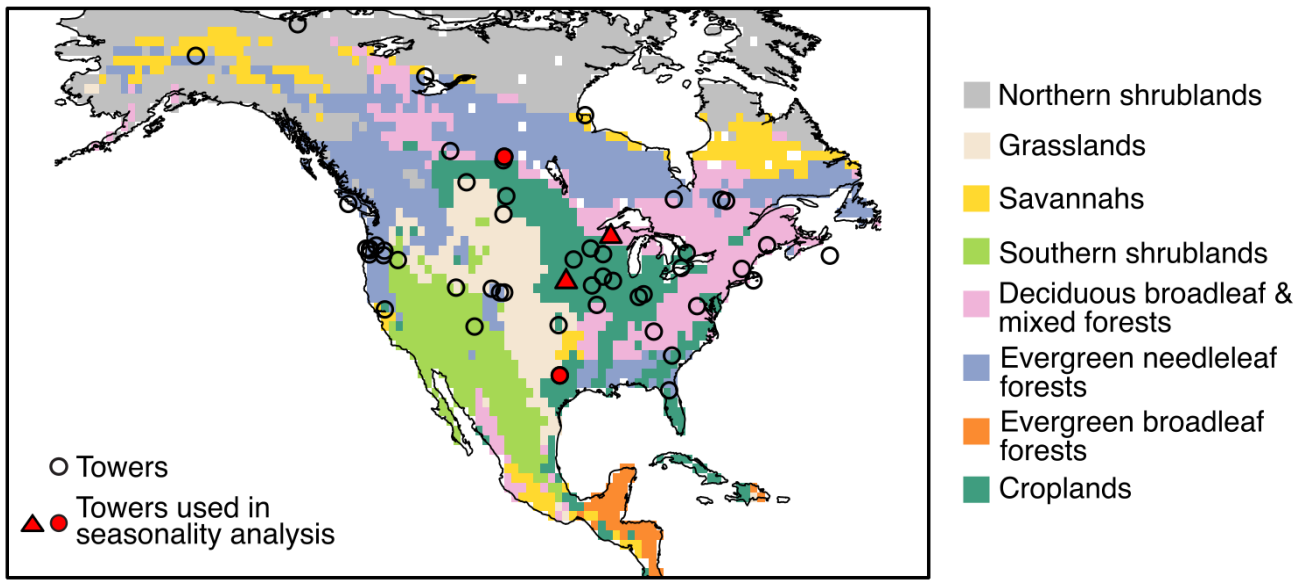 Northern shrublands
Grasslands
Savannahs
Southern shrublands
Deciduous broadleaf &
mixed forests
Evergreen needleleaf
forests
Evergreen broadleaf
forests
Croplands
Towers
Towers used in
seasonality analysis